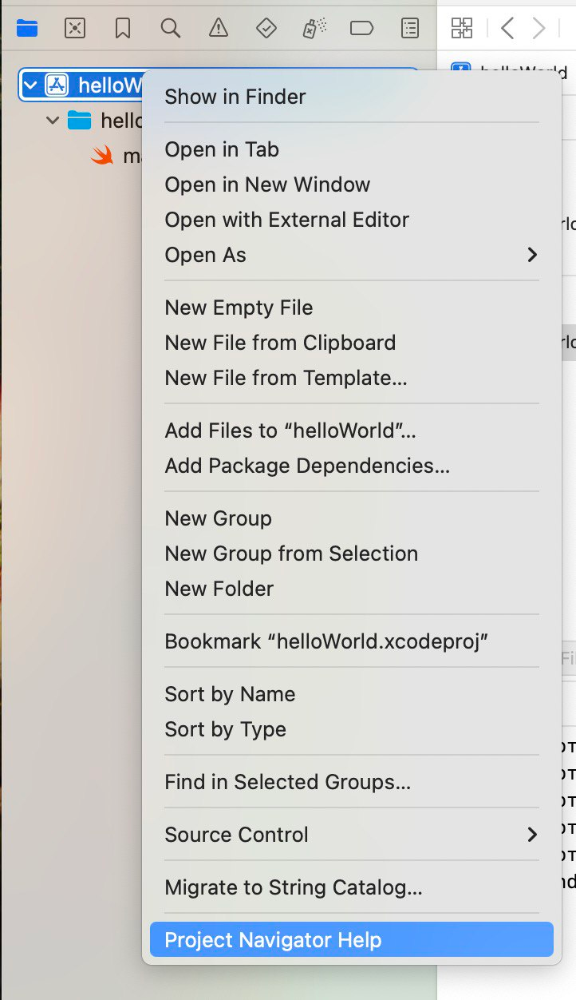 helloW
Show in Finder
Open in Tab
Open in New Window
Open with External Editor
Open As
New Empty File
New File from Clipboard
New File from Template...
Add Files to “helloWorld”...
Add Package Dependencies...
New Group
New Group from Selection
New Folder
Bookmark “helloWorld.xcodeproj”
Sort by Name
Sort by Type
Find in Selected Groups...
Source Control
Migrate to String Catalog...
Project Navigator Help